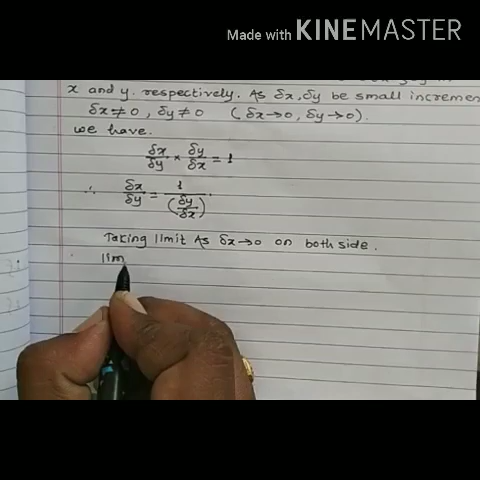 Made with KINEMASTER
x and y. respectively. As δx, δy be small incremen
δx≠0, δy≠0 (δx→0, δy→0).
we have.
δx/δy × δy/δx = 1
∴ δx/δy = 1/(δy/δx).
Taking limit As δx→0 on both side.
lim